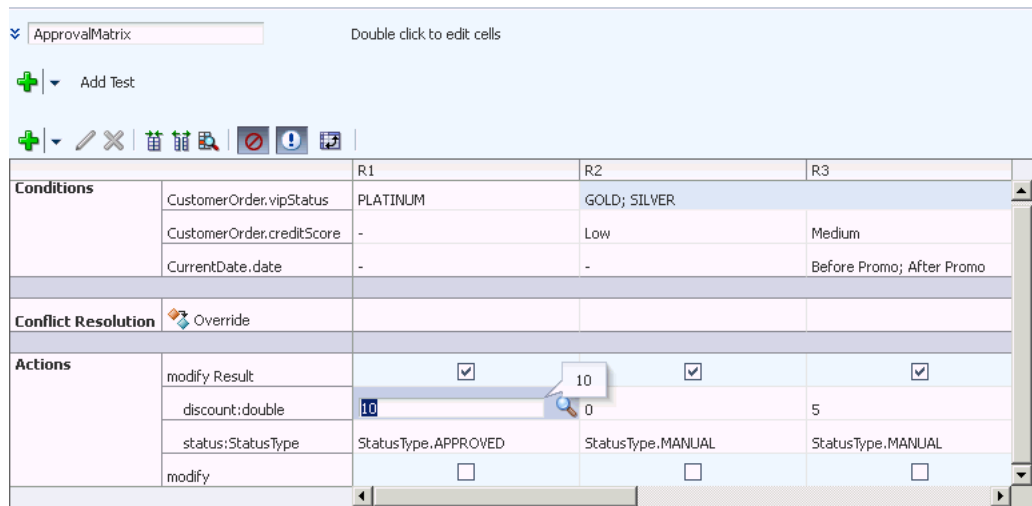 ApprovalMatrix Double click to edit cells
Add Test
R1 R2 R3
Conditions CustomerOrder.vipStatus PLATINUM GOLD; SILVER
CustomerOrder.creditScore - Low Medium
CurrentDate.date - - Before Promo; After Promo
Conflict Resolution Override
Actions modify Result
10
discount:double 10 0 5
status:StatusType StatusType.APPROVED StatusType.MANUAL StatusType.MANUAL
modify